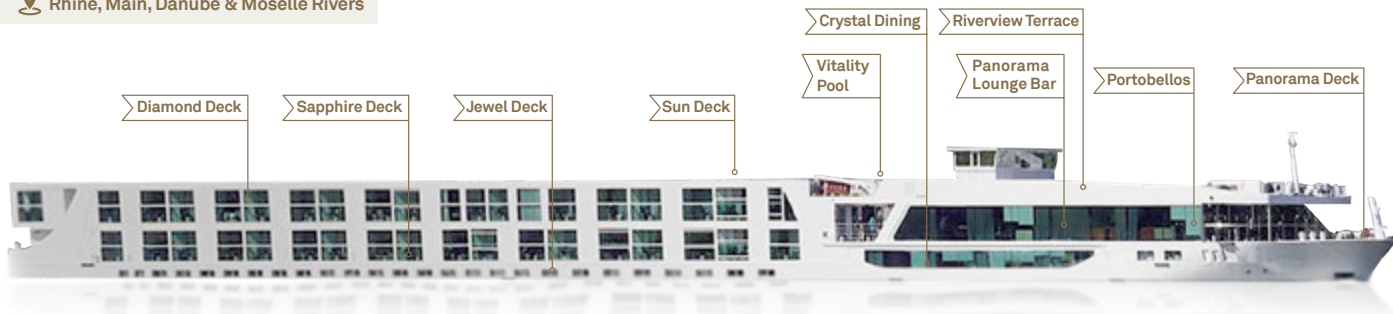 Rhine, Main, Danube & Moselle Rivers
Crystal Dining
Riverview Terrace
Vitality
Pool
Panorama
Lounge Bar
Portobellos
Panorama Deck
Diamond Deck
Sapphire Deck
Jewel Deck
Sun Deck